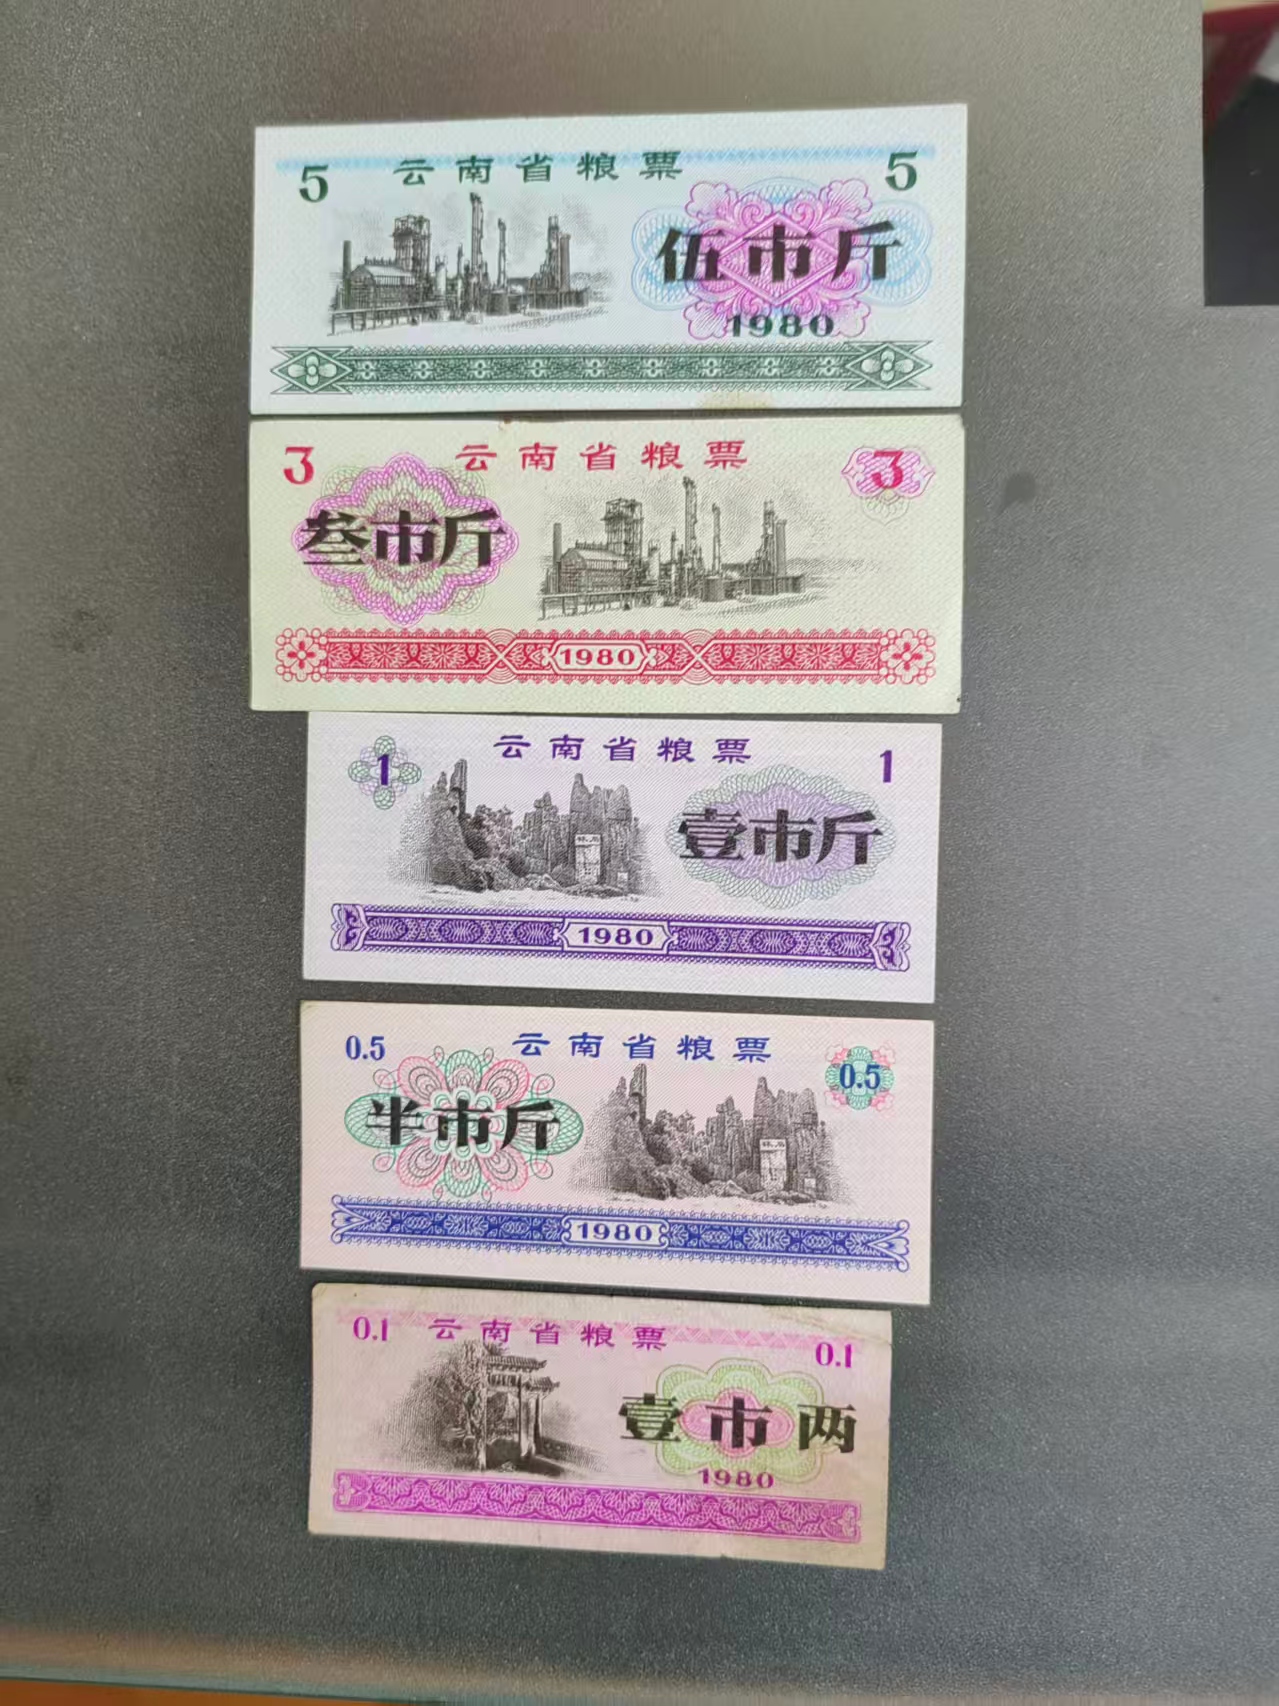 5 云南省粮票 5
伍市斤
1980
3 云南省粮票 3
叁市斤
1980
云南省粮票
1 1
壹市斤
1980
0.5 云南省粮票 0.5
半市斤
1980
0.1 云南省粮票 0.1
壹市两
1980